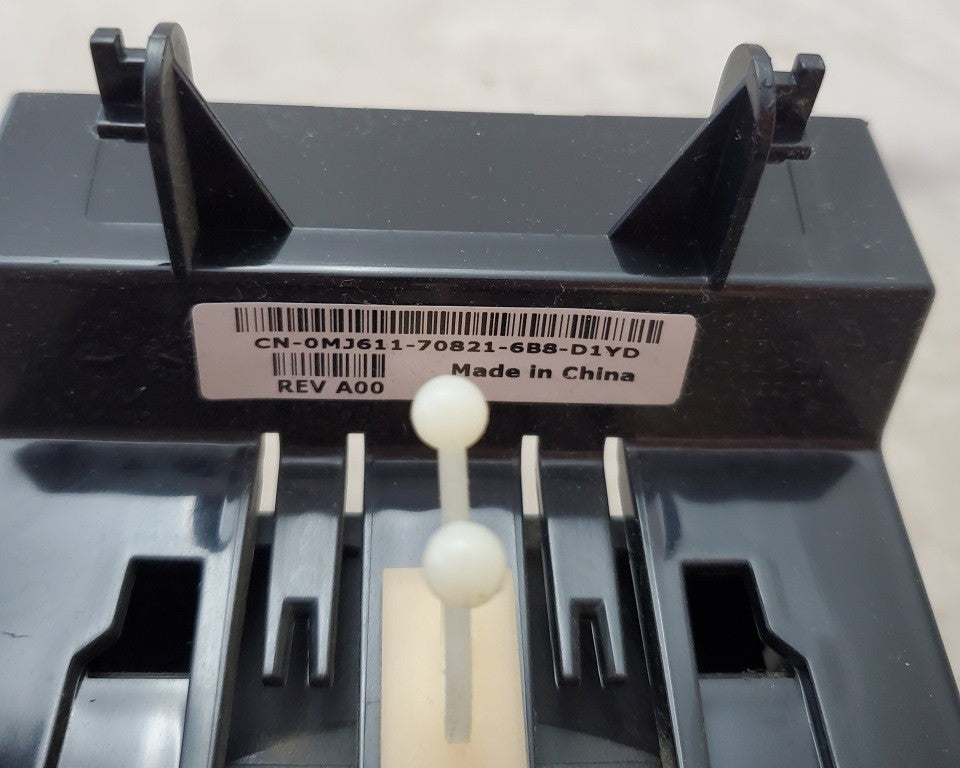 CN-0MJ611-70821-6B8-D1YD
Made in China
REV A00